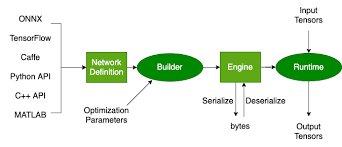 ONNX
TensorFlow
Caffe
Python API
C++ API
MATLAB
Network
Definition
Builder
Optimization
Parameters
Engine
Serialize
Deserialize
bytes
Input
Tensors
Runtime
Output
Tensors